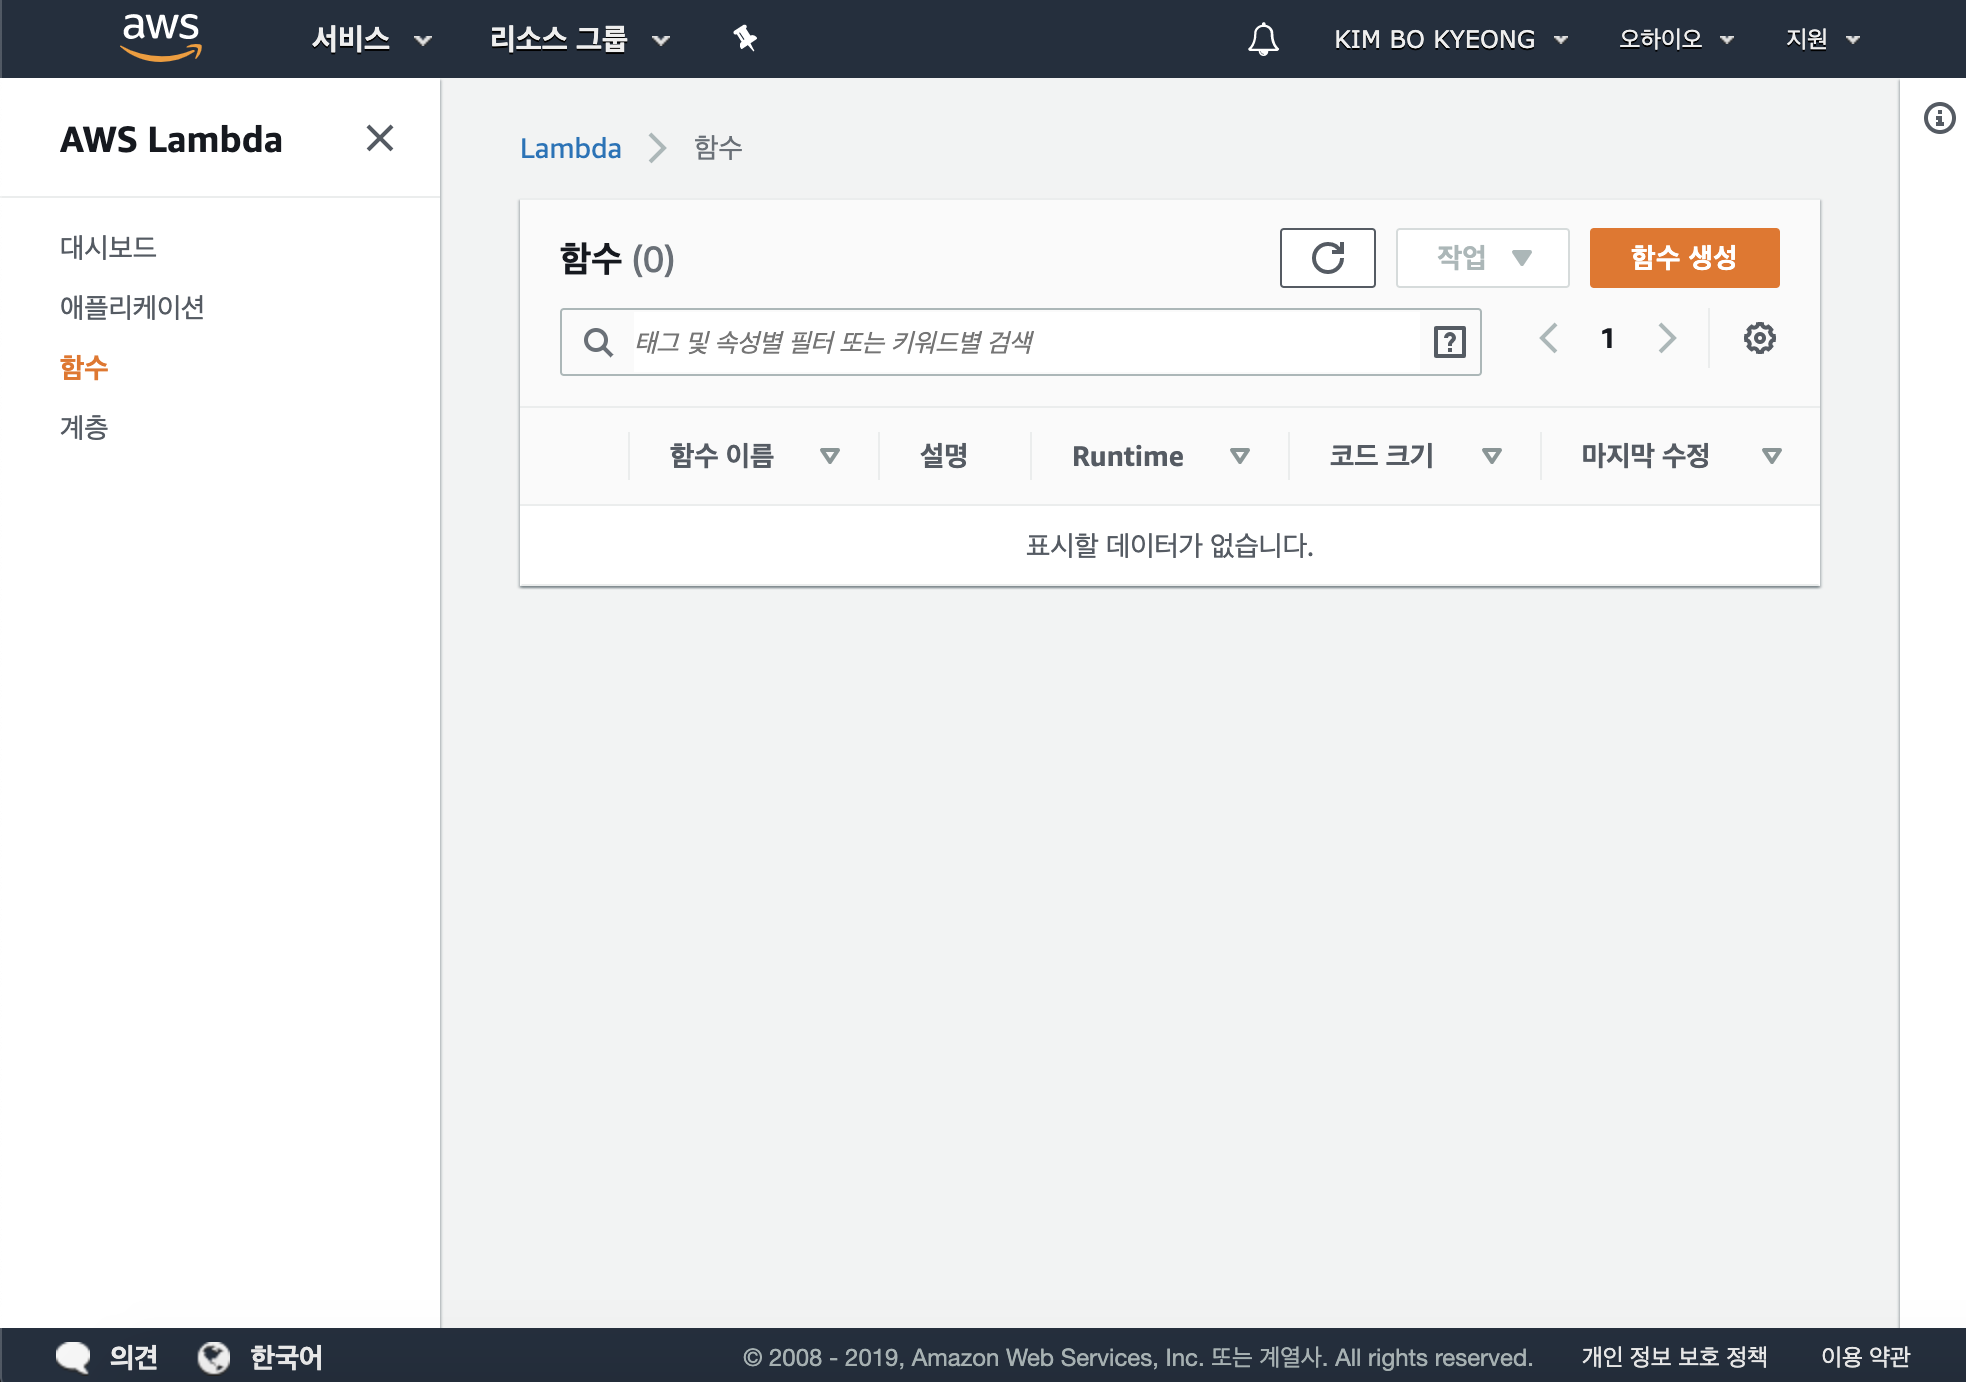 aws 서비스 리소스 그룹 KIM BO KYEONG 오하이오 지원
AWS Lambda
대시보드
애플리케이션
함수
계층
Lambda 함수
함수 (0) 작업 함수 생성
태그 및 속성별 필터 또는 키워드별 검색 ? 1
함수 이름 설명 Runtime 코드 크기 마지막 수정
표시할 데이터가 없습니다.
의견 한국어 © 2008 - 2019, Amazon Web Services, Inc. 또는 계열사. All rights reserved. 개인 정보 보호 정책 이용 약관